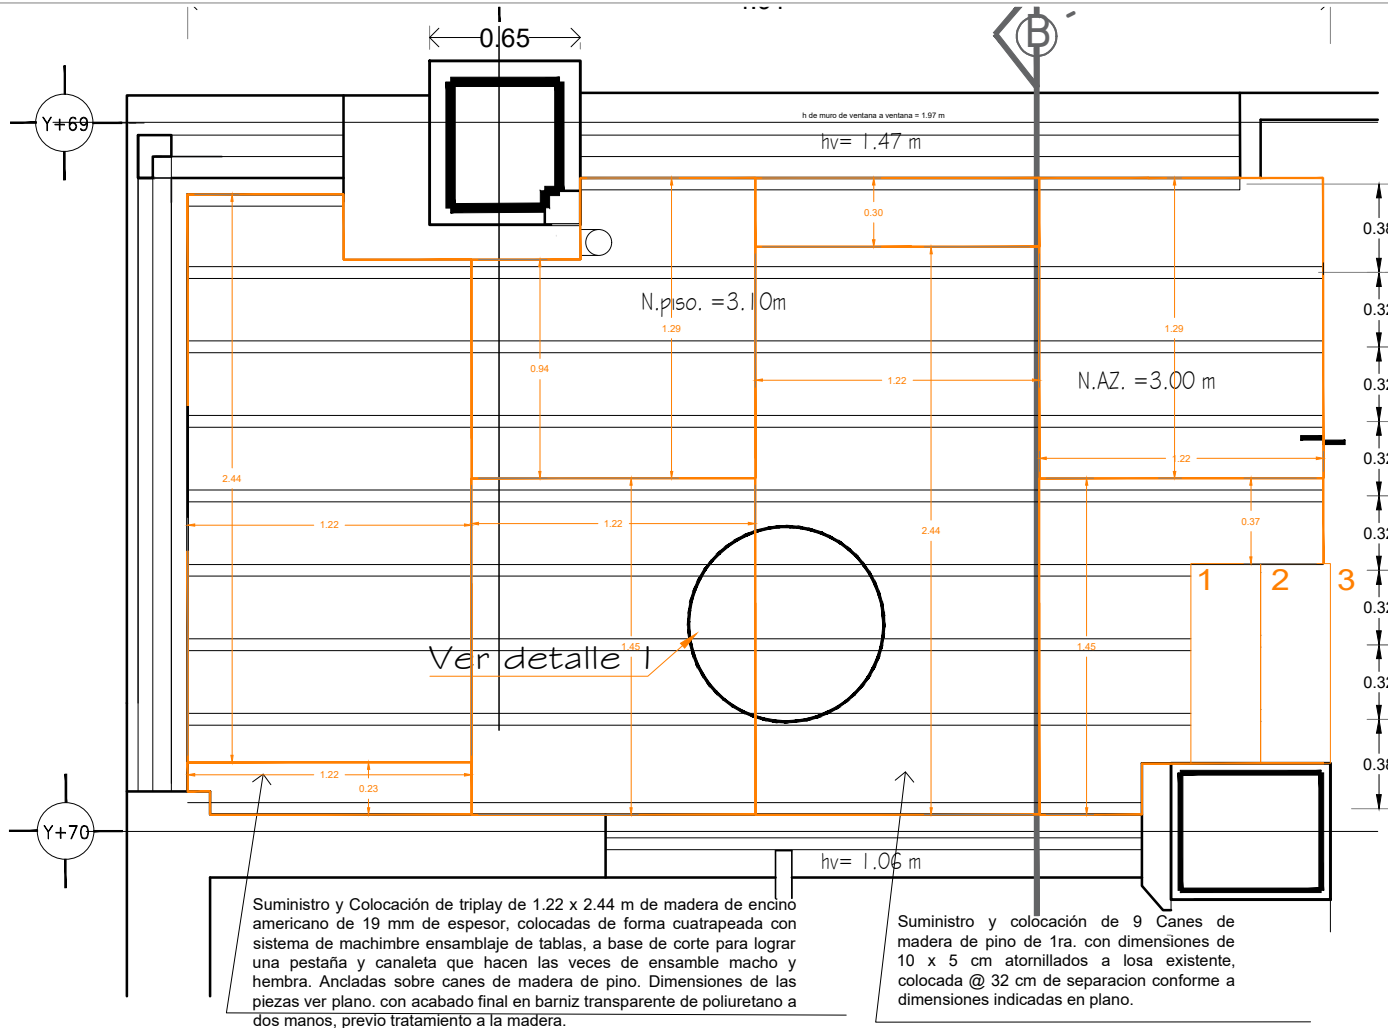 0.65
B
Y+69
h de muro de ventana a ventana = 1.97 m
hv= 1.47 m
0.30
0.38
N.piso. =3.10m
1.29
1.29
0.32
0.94
1.22
N.AZ. =3.00 m
0.32
2.44
1.22
0.32
1.22
1.22
2.44
0.37
0.32
1
2
3
0.32
Ver detalle 1
1.45
1.45
0.32
1.22
0.23
0.38
Y+70
hv= 1.06 m
Suministro y Colocación de triplay de 1.22 x 2.44 m de madera de encino
americano de 19 mm de espesor, colocadas de forma cuatrapeada con
sistema de machimbre ensamblaje de tablas, a base de corte para lograr
una pestaña y canaleta que hacen las veces de ensamble macho y
hembra. Ancladas sobre canes de madera de pino. Dimensiones de las
piezas ver plano. con acabado final en barniz transparente de poliuretano a
dos manos, previo tratamiento a la madera.
Suministro y colocación de 9 Canes de
madera de pino de 1ra. con dimensiones de
10 x 5 cm atornillados a losa existente,
colocada @ 32 cm de separacion conforme a
dimensiones indicadas en plano.